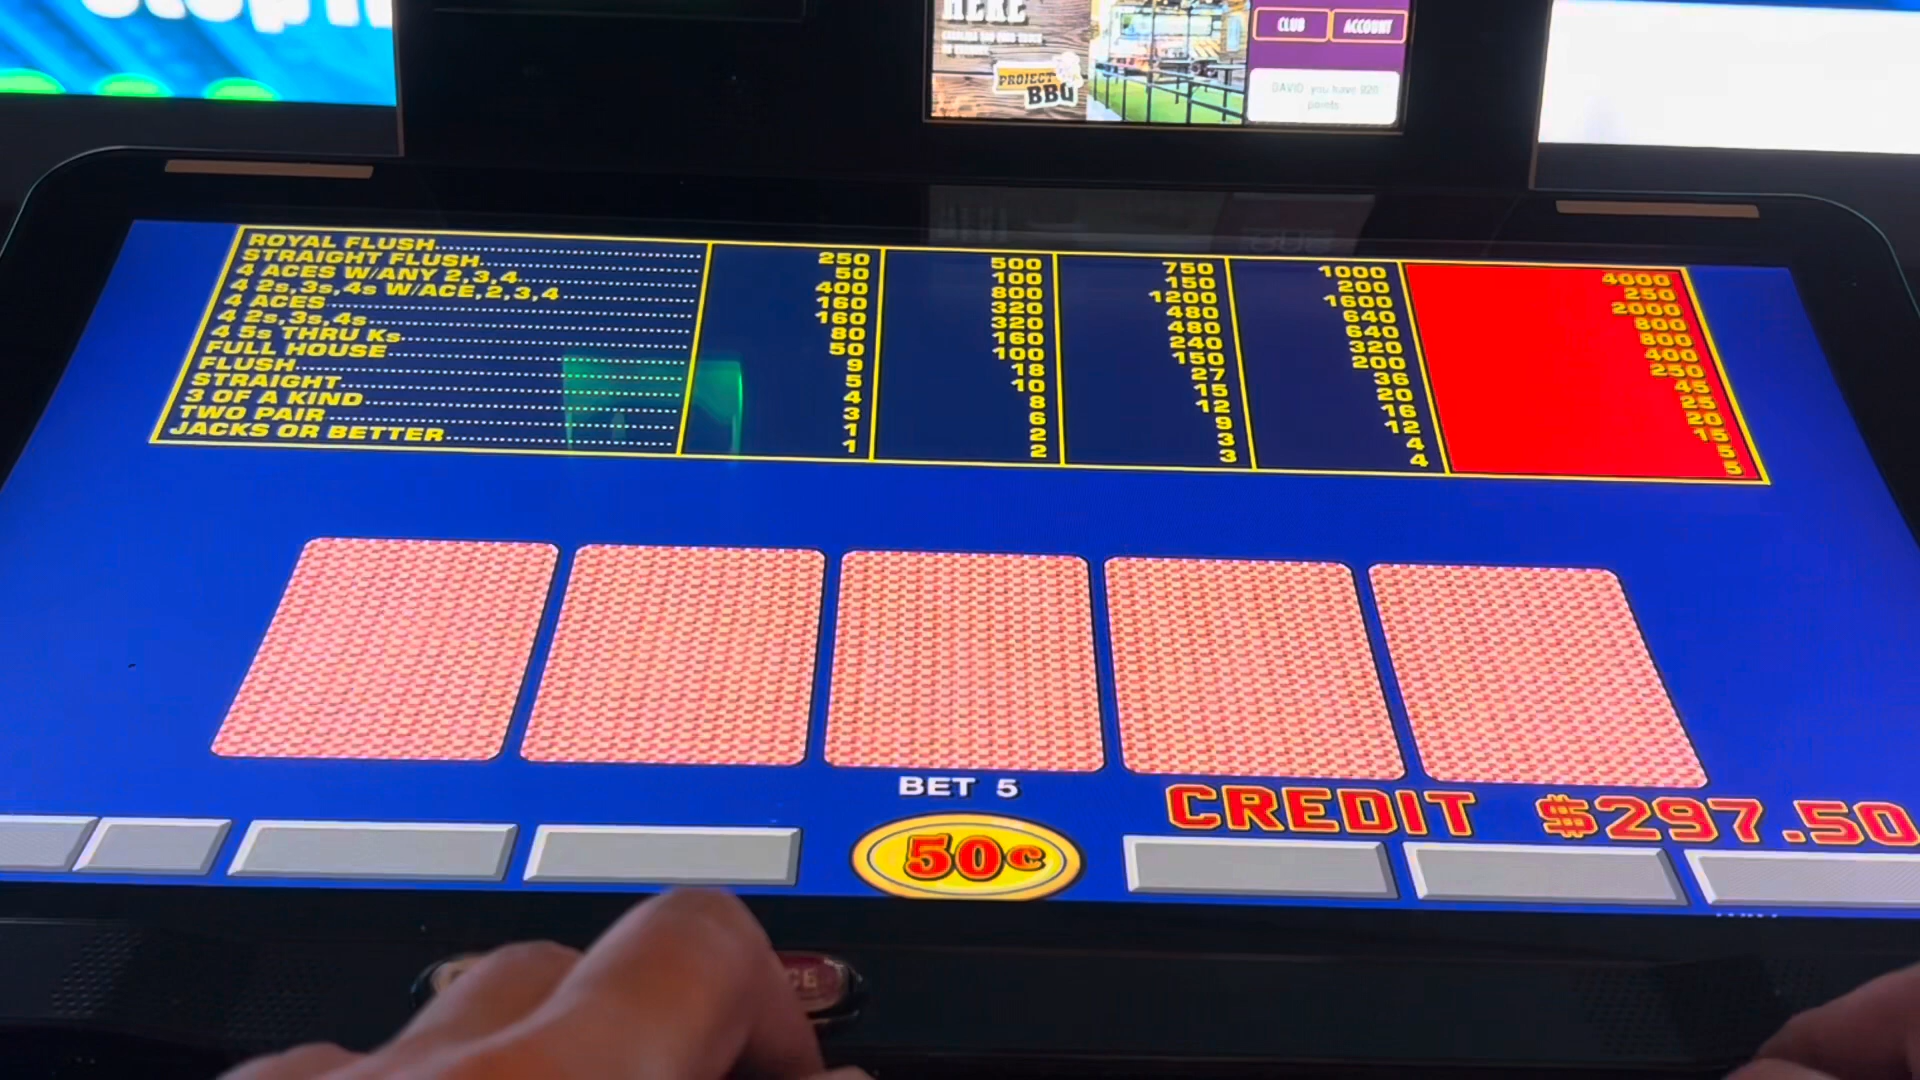 HERE
PROJECT
BBQ
CLUB ACCOUNT
DAVID you have 920
points
ROYAL FLUSH 250 500 750 1000 4000
STRAIGHT FLUSH 50 100 150 200 250
4 ACES W/ANY 2,3,4 400 800 1200 1600 2000
4 2s,3s,4s W/ACE,2,3,4 160 320 480 640 800
4 ACES 160 320 480 640 800
4 2s,3s,4s 80 160 240 320 400
4 5s THRU Ks 50 100 150 200 250
FULL HOUSE 9 18 27 36 45
FLUSH 5 10 15 20 25
STRAIGHT 4 8 12 16 20
3 OF A KIND 3 6 9 12 15
TWO PAIR 1 2 3 4 5
JACKS OR BETTER 1 2 3 4 5
BET 5
CREDIT $297.50
50¢